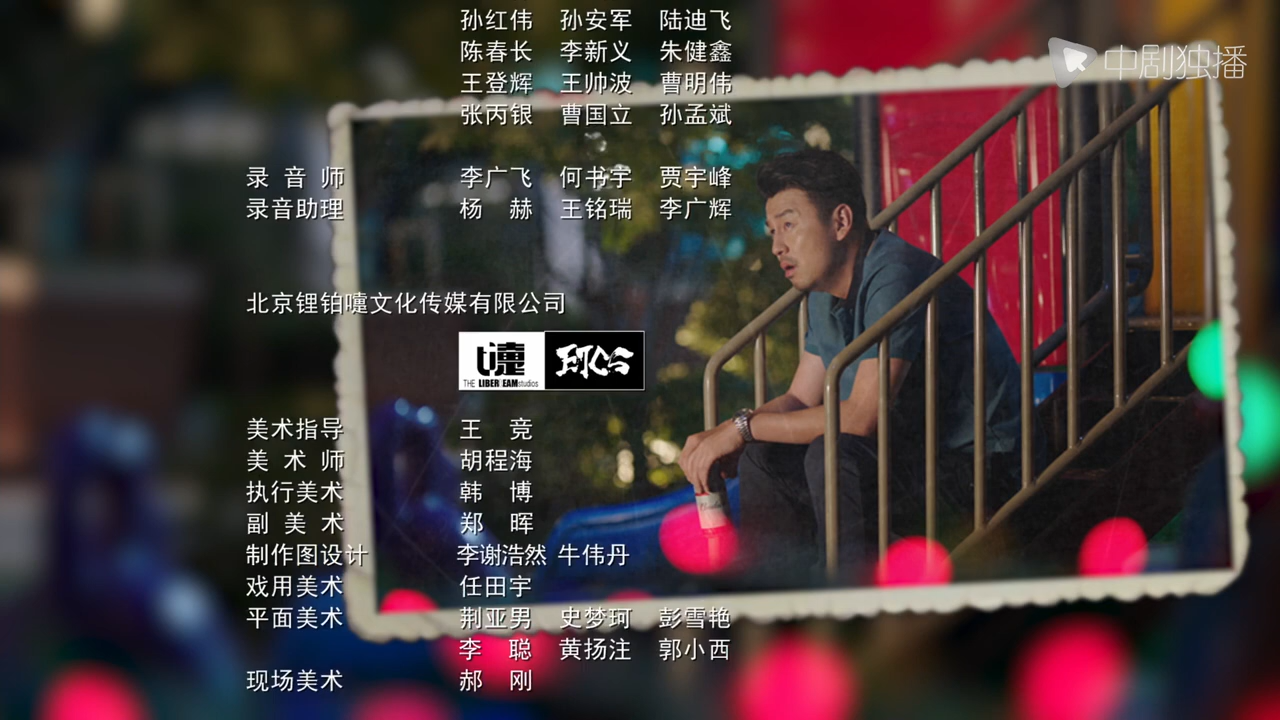 孙红伟 孙安军 陆迪飞
中剧独播
陈春长 李新义 朱健鑫
王登辉 王帅波 曹明伟
张丙银 曹国立 孙孟斌
录音师 李广飞 何书宇 贾宇峰
录音助理 杨赫 王铭瑞 李广辉
北京锂铂嚏文化传媒有限公司
THE LIBER EAM studios
美术指导 王竞
美术师 胡程海
执行美术 韩博
副美术 郑晖
制作图设计 李谢浩然 牛伟丹
戏用美术 任田宇
平面美术 荆亚男 史梦珂 彭雪艳
李聪 黄扬注 郭小西
现场美术 郝刚